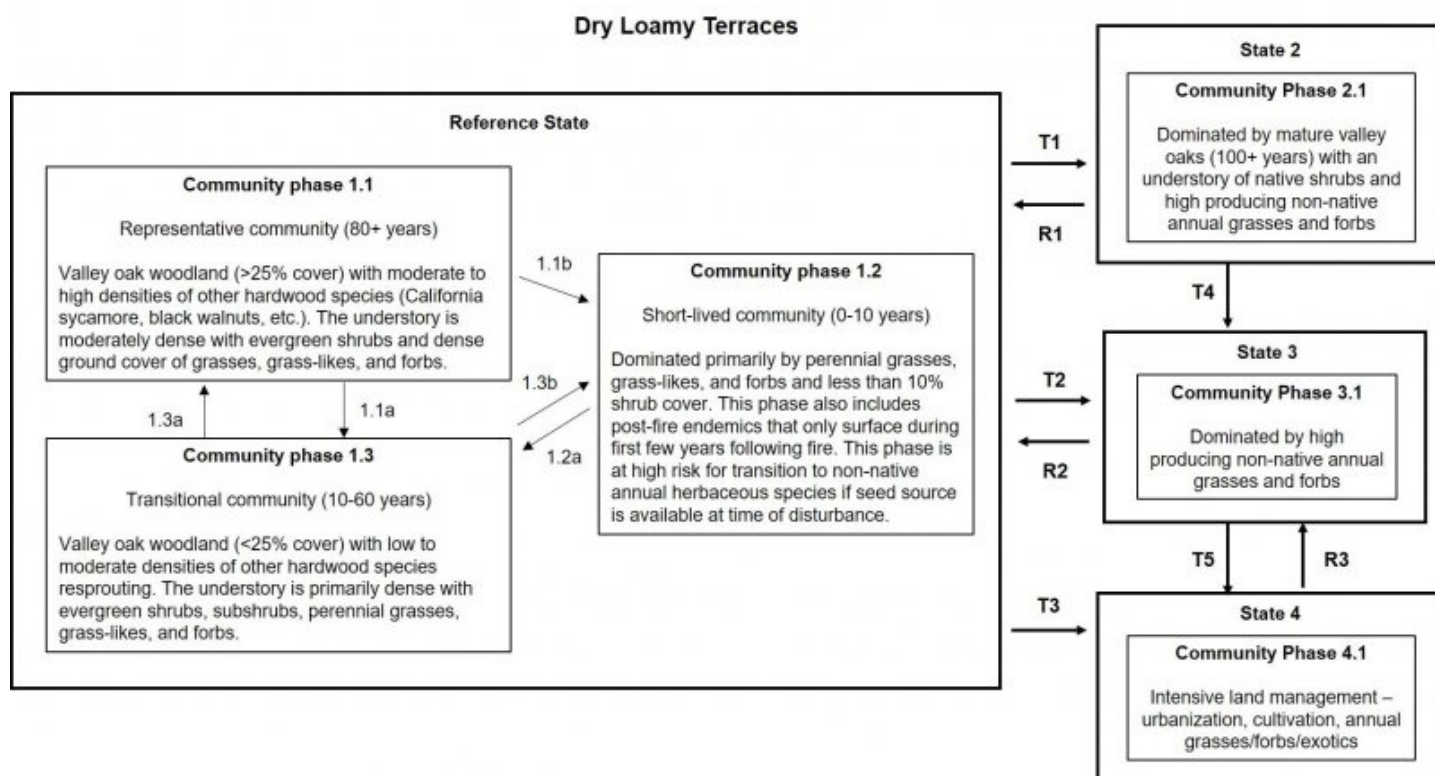 Dry Loamy Terraces
Reference State
Community phase 1.1
Representative community (80+ years)
Valley oak woodland (>25% cover) with moderate to
high densities of other hardwood species (California
sycamore, black walnuts, etc.). The understory is
moderately dense with evergreen shrubs and dense
ground cover of grasses, grass-likes, and forbs.
1.1b
1.3a
1.1a
1.3b
1.2a
Community phase 1.2
Short-lived community (0-10 years)
Dominated primarily by perennial grasses,
grass-likes, and forbs and less than 10%
shrub cover. This phase also includes
post-fire endemics that only surface during
first few years following fire. This phase is
at high risk for transition to non-native
annual herbaceous species if seed source
is available at time of disturbance.
Community phase 1.3
Transitional community (10-60 years)
Valley oak woodland (<25% cover) with low to
moderate densities of other hardwood species
resprouting. The understory is primarily dense with
evergreen shrubs, subshrubs, perennial grasses,
grass-likes, and forbs.
T1
R1
State 2
Community Phase 2.1
Dominated by mature valley
oaks (100+ years) with an
understory of native shrubs and
high producing non-native
annual grasses and forbs
T4
T2
R2
State 3
Community Phase 3.1
Dominated by high
producing non-native annual
grasses and forbs
T5
R3
T3
State 4
Community Phase 4.1
Intensive land management –
urbanization, cultivation, annual
grasses/forbs/exotics